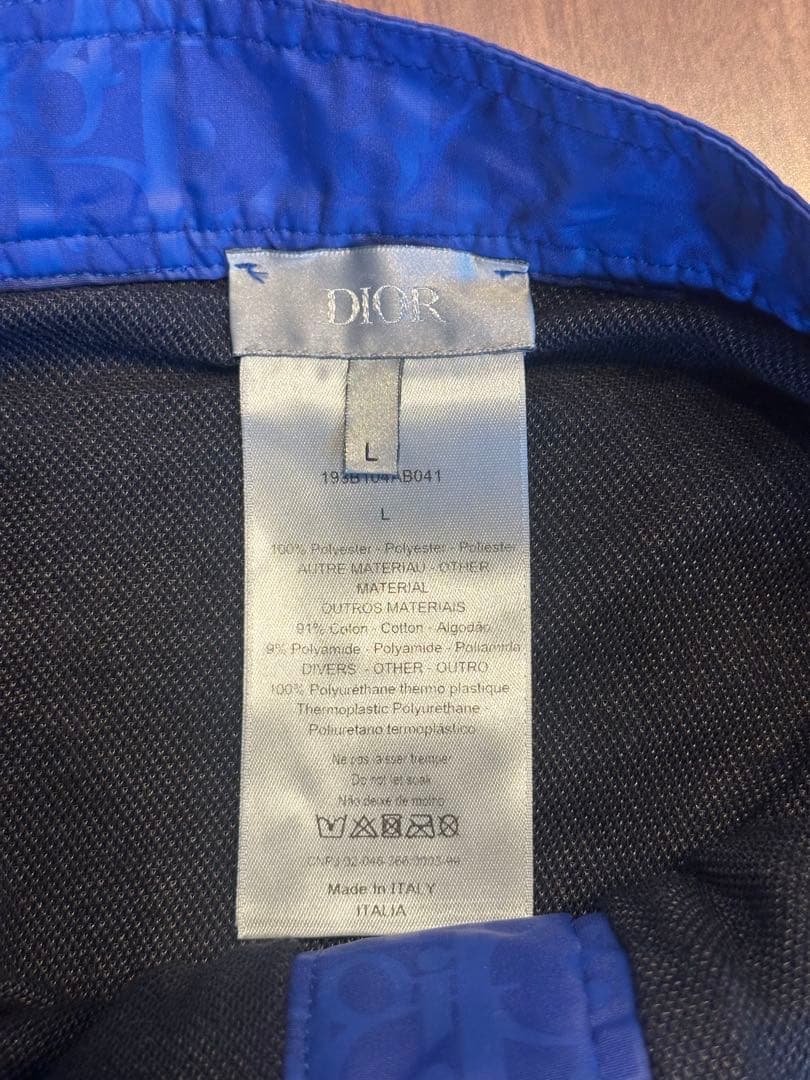 DIOR
L
193B104AB041
L
100% Polyester - Polyester - Poliester
AUTRE MATERIAU - OTHER
MATERIAL
OUTROS MATERIAIS
91% Coton - Cotton - Algodão
9% Polyamide - Polyamide - Poliamida
DIVERS - OTHER - OUTRO
100% Polyuréthane thermo plastique
Thermoplastic Polyurethane
Poliuretano termoplástico
Ne pas laisser tremper
Do not let soak
Não deixe de molho
Made in ITALY
ITALIA